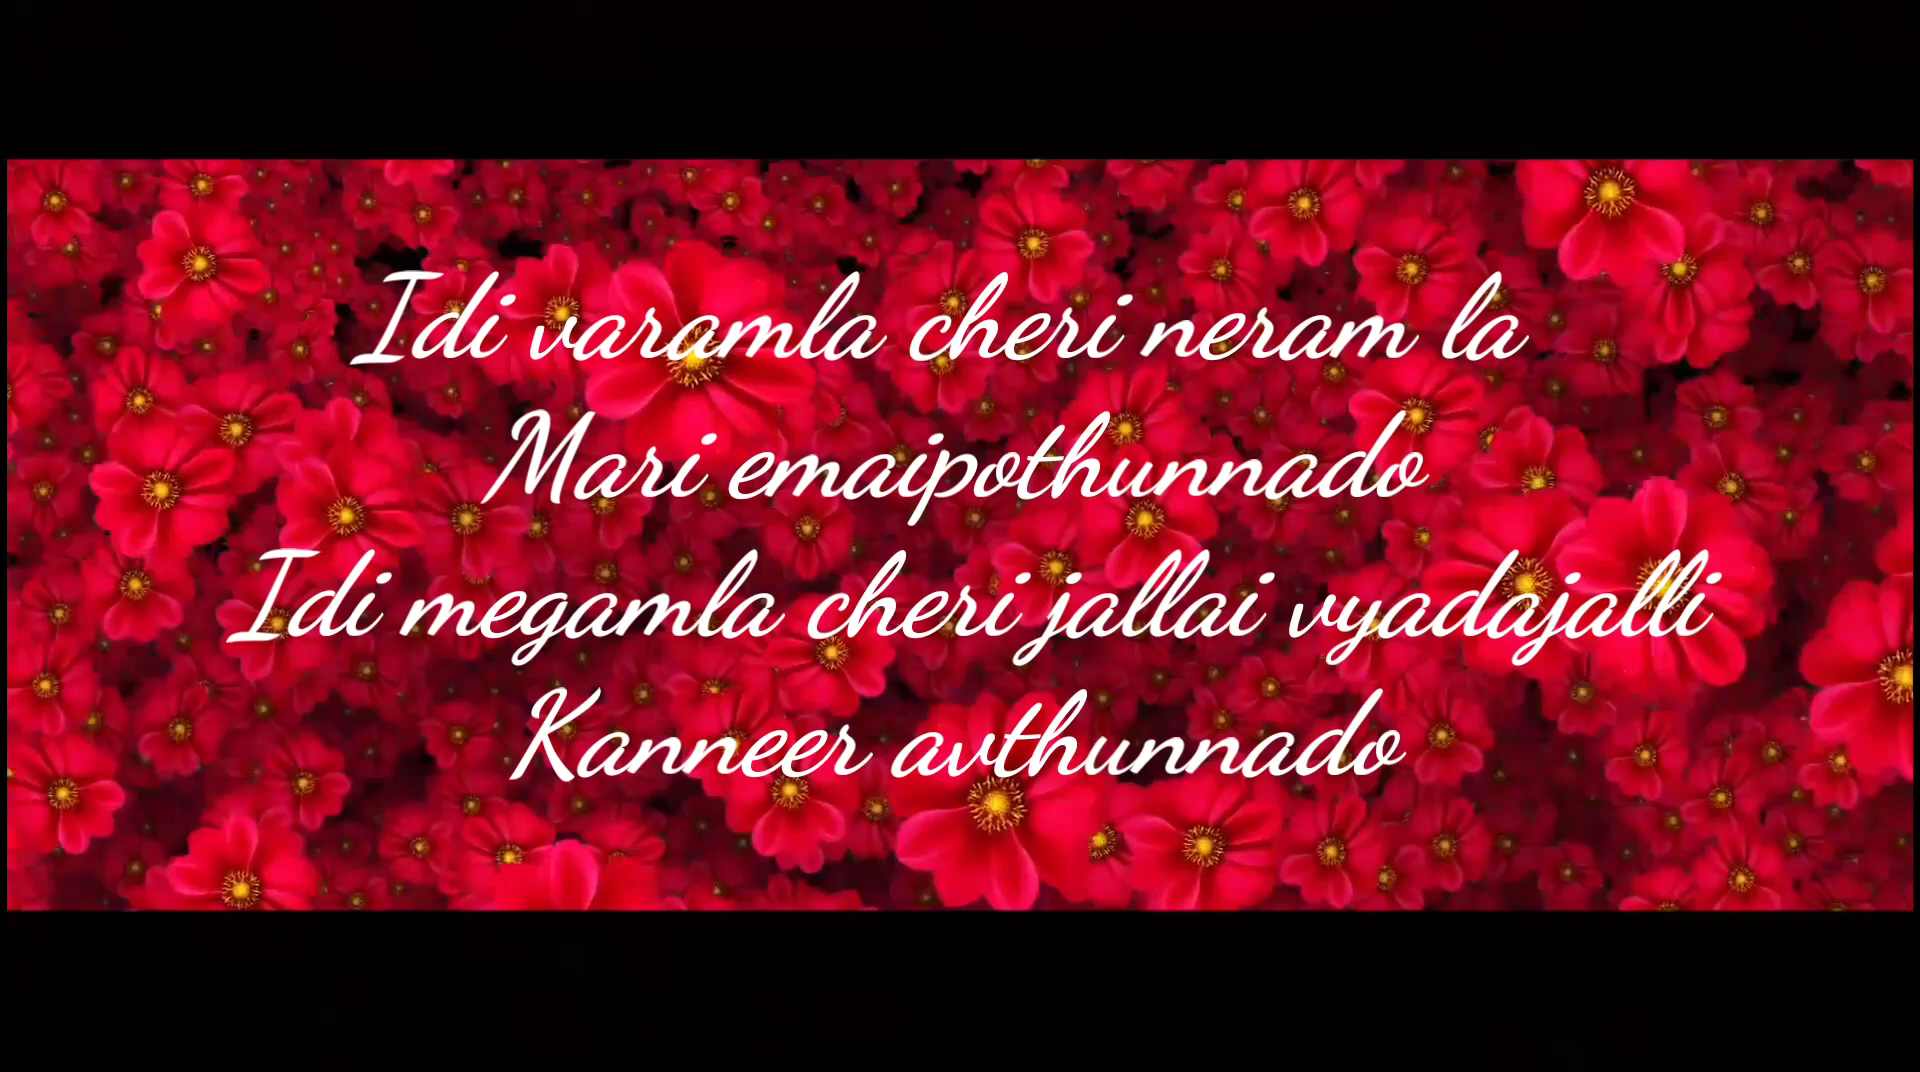 Idi varamla cheri neram la
Mari emaipothunnado
Idi megamla cheri jallai vyadajalli
Kanneer avthunnado